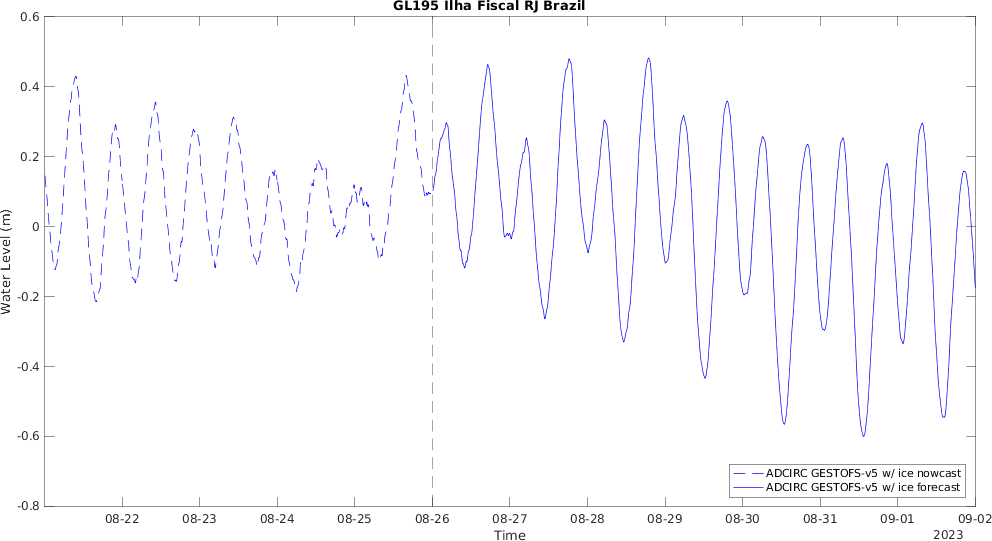 GL195 Ilha Fiscal RJ Brazil
0.6
0.4
0.2
0
-0.2
-0.4
-0.6
-0.8
Water Level (m)
ADCIRC GESTOFS-v5 w/ ice nowcast
ADCIRC GESTOFS-v5 w/ ice forecast
08-22 08-23 08-24 08-25 08-26 08-27 08-28 08-29 08-30 08-31 09-01 09-02
Time
2023